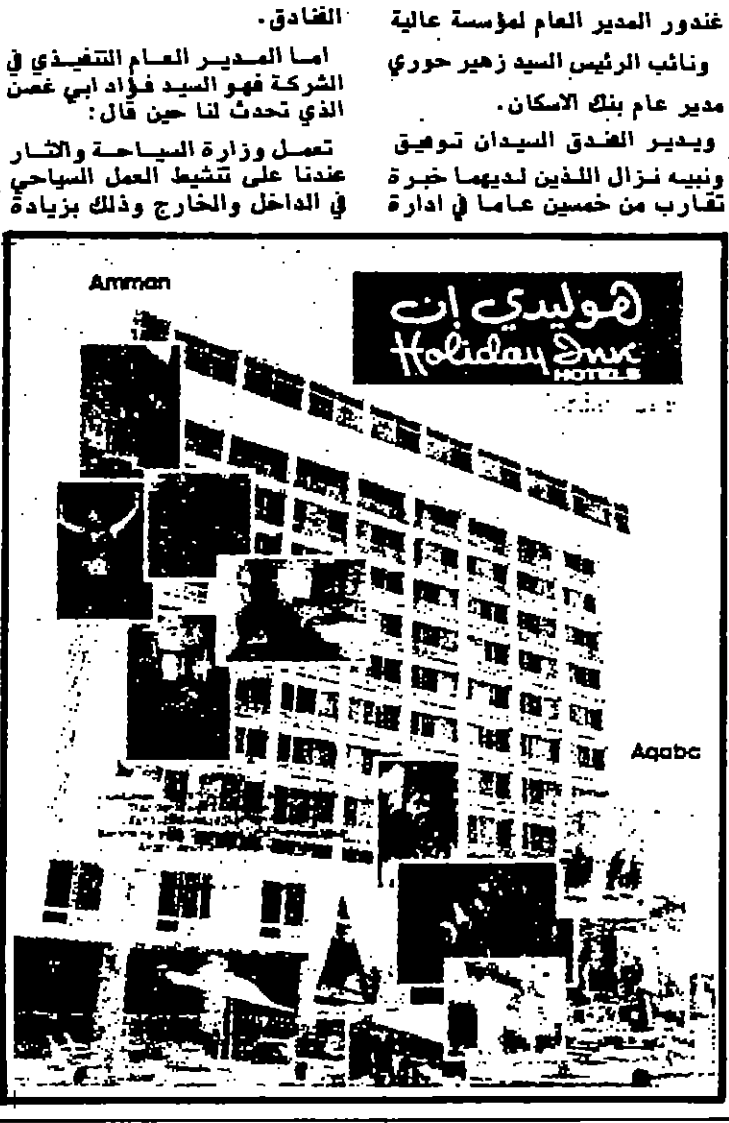 غندور المدير العام لمؤسسة عالية
ونائب الرئيس السيد زهير حوري
مدير عام بنك الاسكان.
ويدير الفندق السيدان توفيق
ونبيه نزال اللذين لديهما خبرة
تقارب من خمسين عاما في ادارة
الفنادق.
اما المدير العام التنفيذي في
الشركة فهو السيد فؤاد ابي غصن
الذي تحدث لنا حين قال:
تعمل وزارة السياحة والاثار
عندنا على تنشيط العمل السياحي
في الداخل والخارج وذلك بزيادة
Amman
هوليدي إن
Holiday Inn
HOTELS
Aqaba